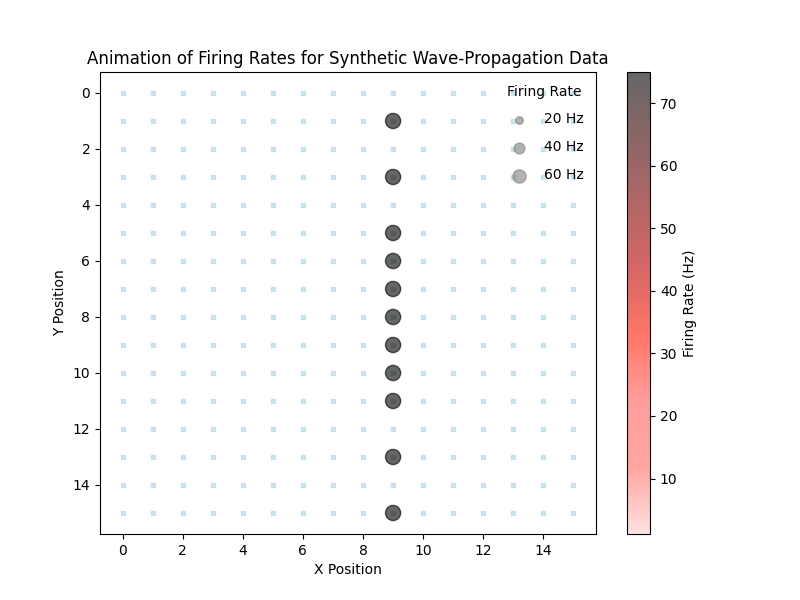 Animation of Firing Rates for Synthetic Wave-Propagation Data
Firing Rate
20 Hz
40 Hz
60 Hz
0
2
4
6
8
10
12
14
Y Position
0 2 4 6 8 10 12 14
X Position
70
60
50
40
30
20
10
Firing Rate (Hz)